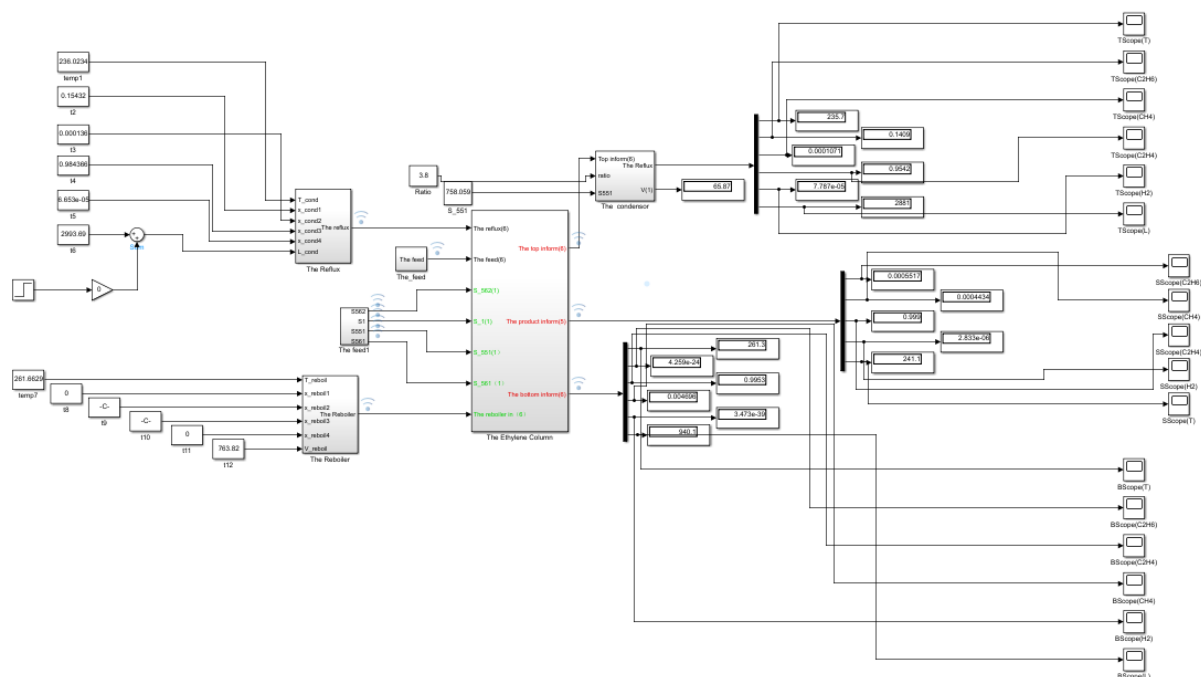 236.0234
temp1
0.15432
t2
0.000136
t3
0.984366
t4
6.653e-05
t5
2993.69
t6
0
T_cond
x_cond1
x_cond2
x_cond3
x_cond4
L_cond
The reflux
The Reflux
3.8
Ratio
758.059
S_551
Top inform(6)
ratio
S551
The Reflux
V(1)
The condensor
65.87
235.7
0.1409
0.0001071
0.9542
7.787e-05
2881
TScope(T)
TScope(C2H6)
TScope(CH4)
TScope(C2H4)
TScope(H2)
TScope(L)
The feed
The_feed
S562
S1
S551
S561
The feed1
The reflux(6)
The feed(6)
S_562(1)
S_1(1)
S_551(1)
S_561（1）
The reboiler in（6）
The top inform(6)
The product inform(5)
The bottom inform(6)
The Ethylene Column
0.0005517
0.0004434
0.999
2.833e-06
241.1
SScope(C2H6)
SScope(CH4)
SScope(C2H4)
SScope(H2)
SScope(T)
261.6629
temp7
0
t8
-C-
t9
-C-
t10
0
t11
763.82
t12
T_reboil
x_reboil1
x_reboil2
x_reboil3
x_reboil4
V_reboil
The Reboiler
The Reboiler
261.3
4.259e-24
0.9953
0.004696
3.473e-39
940.1
BScope(T)
BScope(C2H6)
BScope(C2H4)
BScope(CH4)
BScope(H2)
BScope(L)